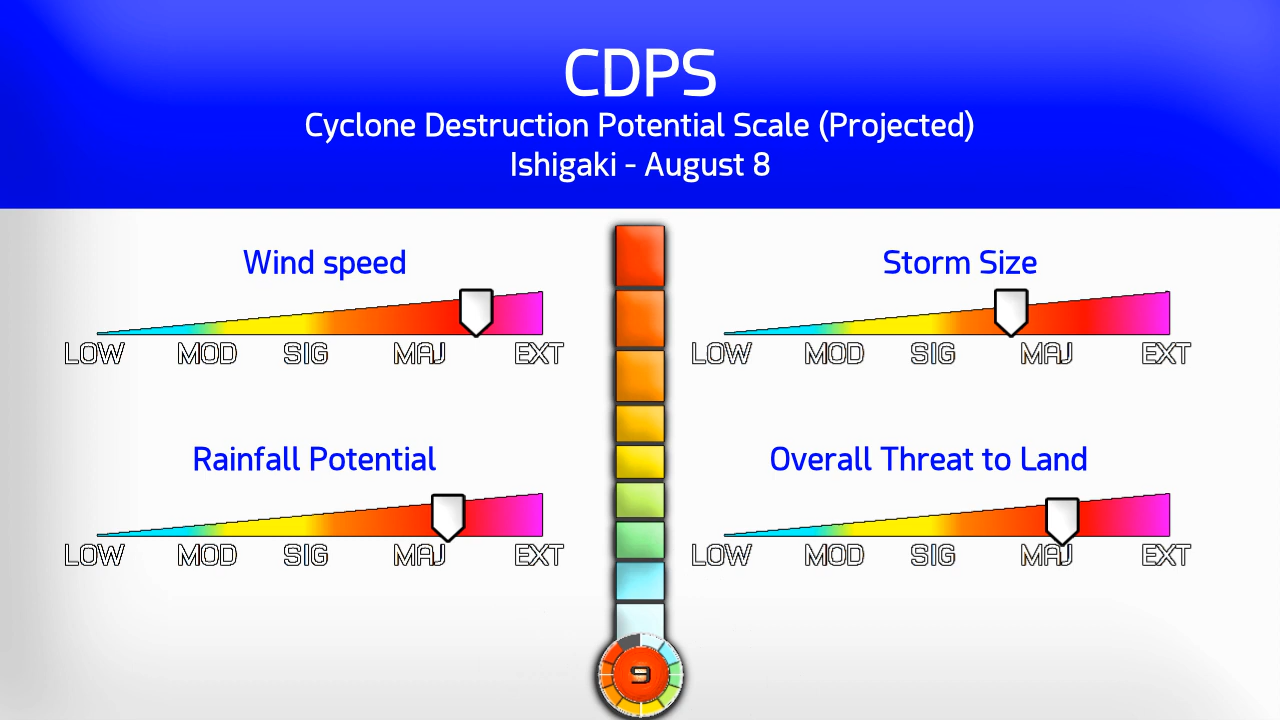 CDPS
Cyclone Destruction Potential Scale (Projected)
Ishigaki - August 8
Wind speed
LOW MOD SIG MAJ EXT
Storm Size
LOW MOD SIG MAJ EXT
Rainfall Potential
LOW MOD SIG MAJ EXT
Overall Threat to Land
LOW MOD SIG MAJ EXT
9